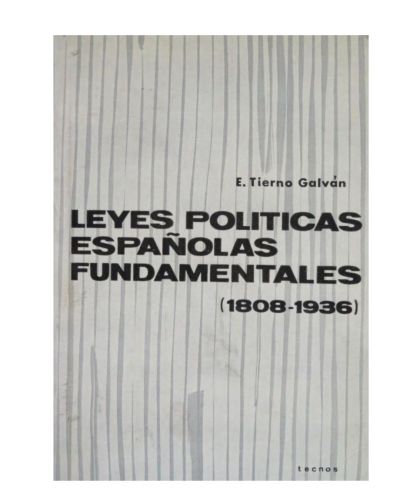 E. Tierno Galván
LEYES POLITICAS
ESPAÑOLAS
FUNDAMENTALES
(1808-1936)
tecnos